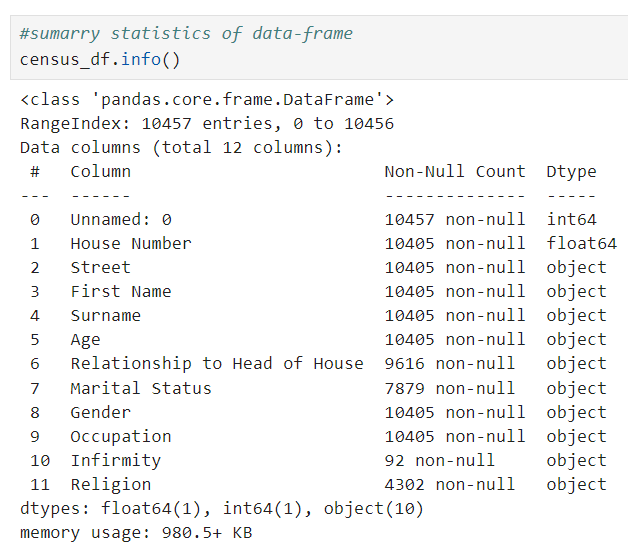 #sumarry statistics of data-frame
census_df.info()
<class 'pandas.core.frame.DataFrame'>
RangeIndex: 10457 entries, 0 to 10456
Data columns (total 12 columns):
 #   Column                        Non-Null Count  Dtype
---  ------                        --------------  -----
 0   Unnamed: 0                    10457 non-null  int64
 1   House Number                  10405 non-null  float64
 2   Street                        10405 non-null  object
 3   First Name                    10405 non-null  object
 4   Surname                       10405 non-null  object
 5   Age                           10405 non-null  object
 6   Relationship to Head of House  9616 non-null   object
 7   Marital Status                7879 non-null   object
 8   Gender                        10405 non-null  object
 9   Occupation                    10405 non-null  object
 10  Infirmity                     92 non-null     object
 11  Religion                      4302 non-null   object
dtypes: float64(1), int64(1), object(10)
memory usage: 980.5+ KB